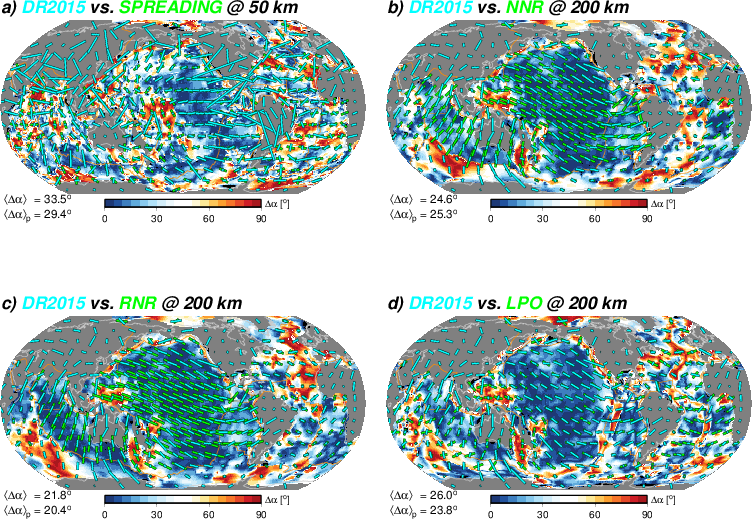 a) DR2015 vs. SPREADING @ 50 km
b) DR2015 vs. NNR @ 200 km
⟨Δα⟩ = 33.5°
⟨Δα⟩p = 29.4°
0 30 60 90
Δα [°]
⟨Δα⟩ = 24.6°
⟨Δα⟩p = 25.3°
0 30 60 90
Δα [°]
c) DR2015 vs. RNR @ 200 km
d) DR2015 vs. LPO @ 200 km
⟨Δα⟩ = 21.8°
⟨Δα⟩p = 20.4°
0 30 60 90
Δα [°]
⟨Δα⟩ = 26.0°
⟨Δα⟩p = 23.8°
0 30 60 90
Δα [°]